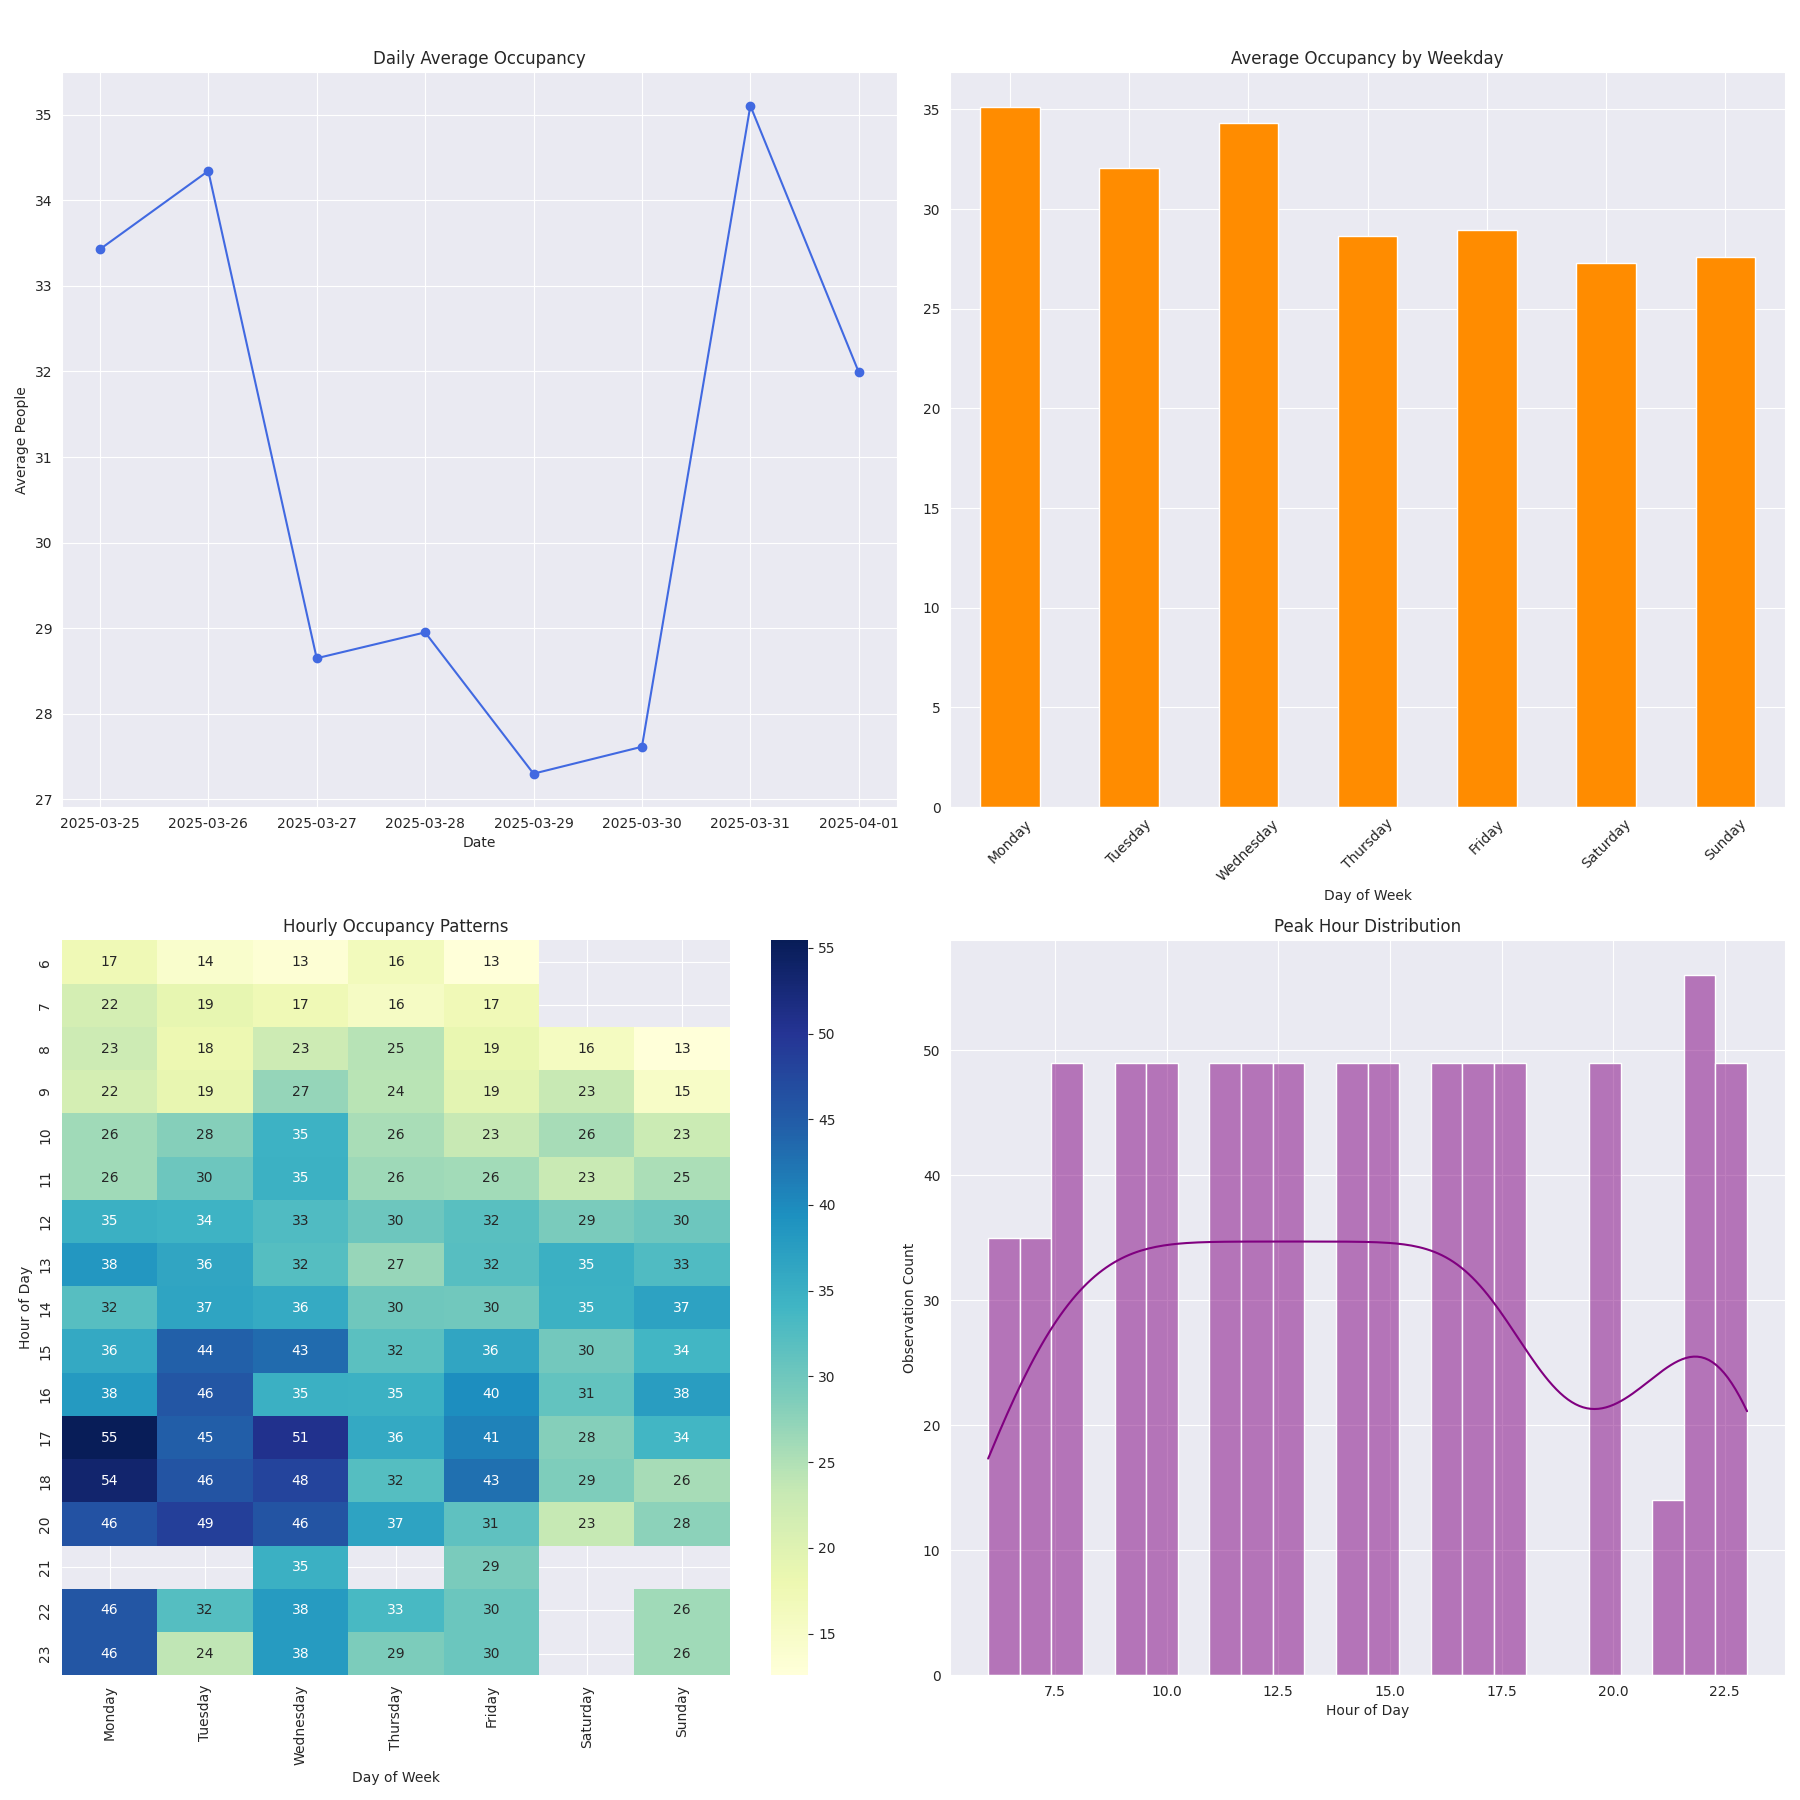 Daily Average Occupancy
35
34
33
32
31
30
29
28
27
Average People
2025-03-25 2025-03-26 2025-03-27 2025-03-28 2025-03-29 2025-03-30 2025-03-31 2025-04-01
Date
Average Occupancy by Weekday
35
30
25
20
15
10
5
0
Monday Tuesday Wednesday Thursday Friday Saturday Sunday
Day of Week
Hourly Occupancy Patterns
Hour of Day
6 17 14 13 16 13
7 22 19 17 16 17
8 23 18 23 25 19 16 13
9 22 19 27 24 19 23 15
10 26 28 35 26 23 26 23
11 26 30 35 26 26 23 25
12 35 34 33 30 32 29 30
13 38 36 32 27 32 35 33
14 32 37 36 30 30 35 37
15 36 44 43 32 36 30 34
16 38 46 35 35 40 31 38
17 55 45 51 36 41 28 34
18 54 46 48 32 43 29 26
20 46 49 46 37 31 23 28
21 35 29
22 46 32 38 33 30 26
23 46 24 38 29 30 26
Monday Tuesday Wednesday Thursday Friday Saturday Sunday
Day of Week
55
50
45
40
35
30
25
20
15
Peak Hour Distribution
Observation Count
50
40
30
20
10
0
7.5 10.0 12.5 15.0 17.5 20.0 22.5
Hour of Day